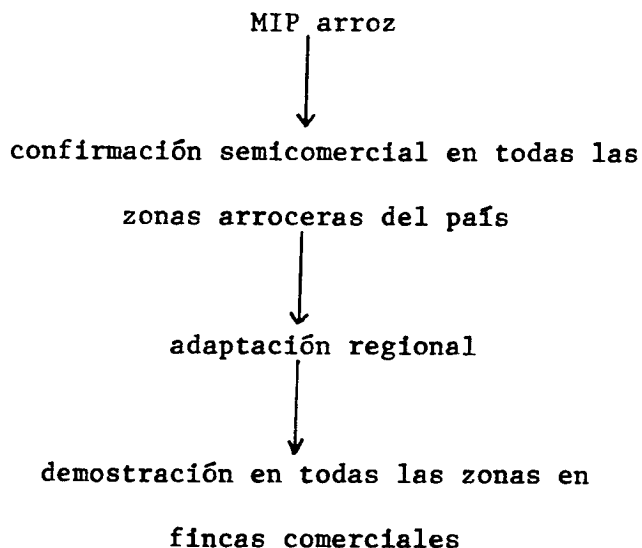 MIP arroz
confirmación semicomercial en todas las
zonas arroceras del país
adaptación regional
demostración en todas las zonas en
fincas comerciales